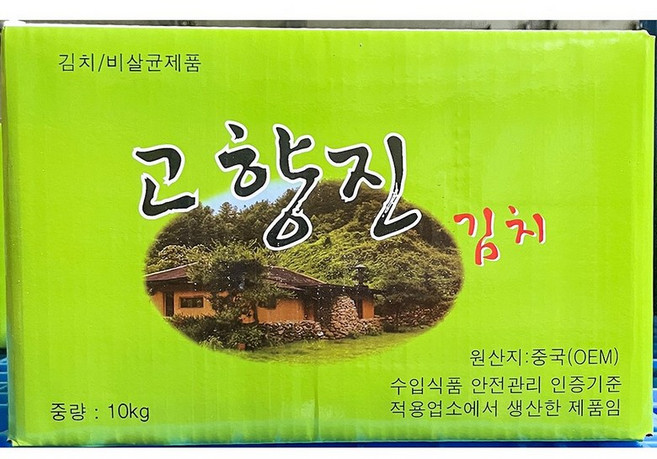 김치/비살균제품
고향진
김치
원산지:중국(OEM)
수입식품 안전관리 인증기준
적용업소에서 생산한 제품임
중량 : 10kg